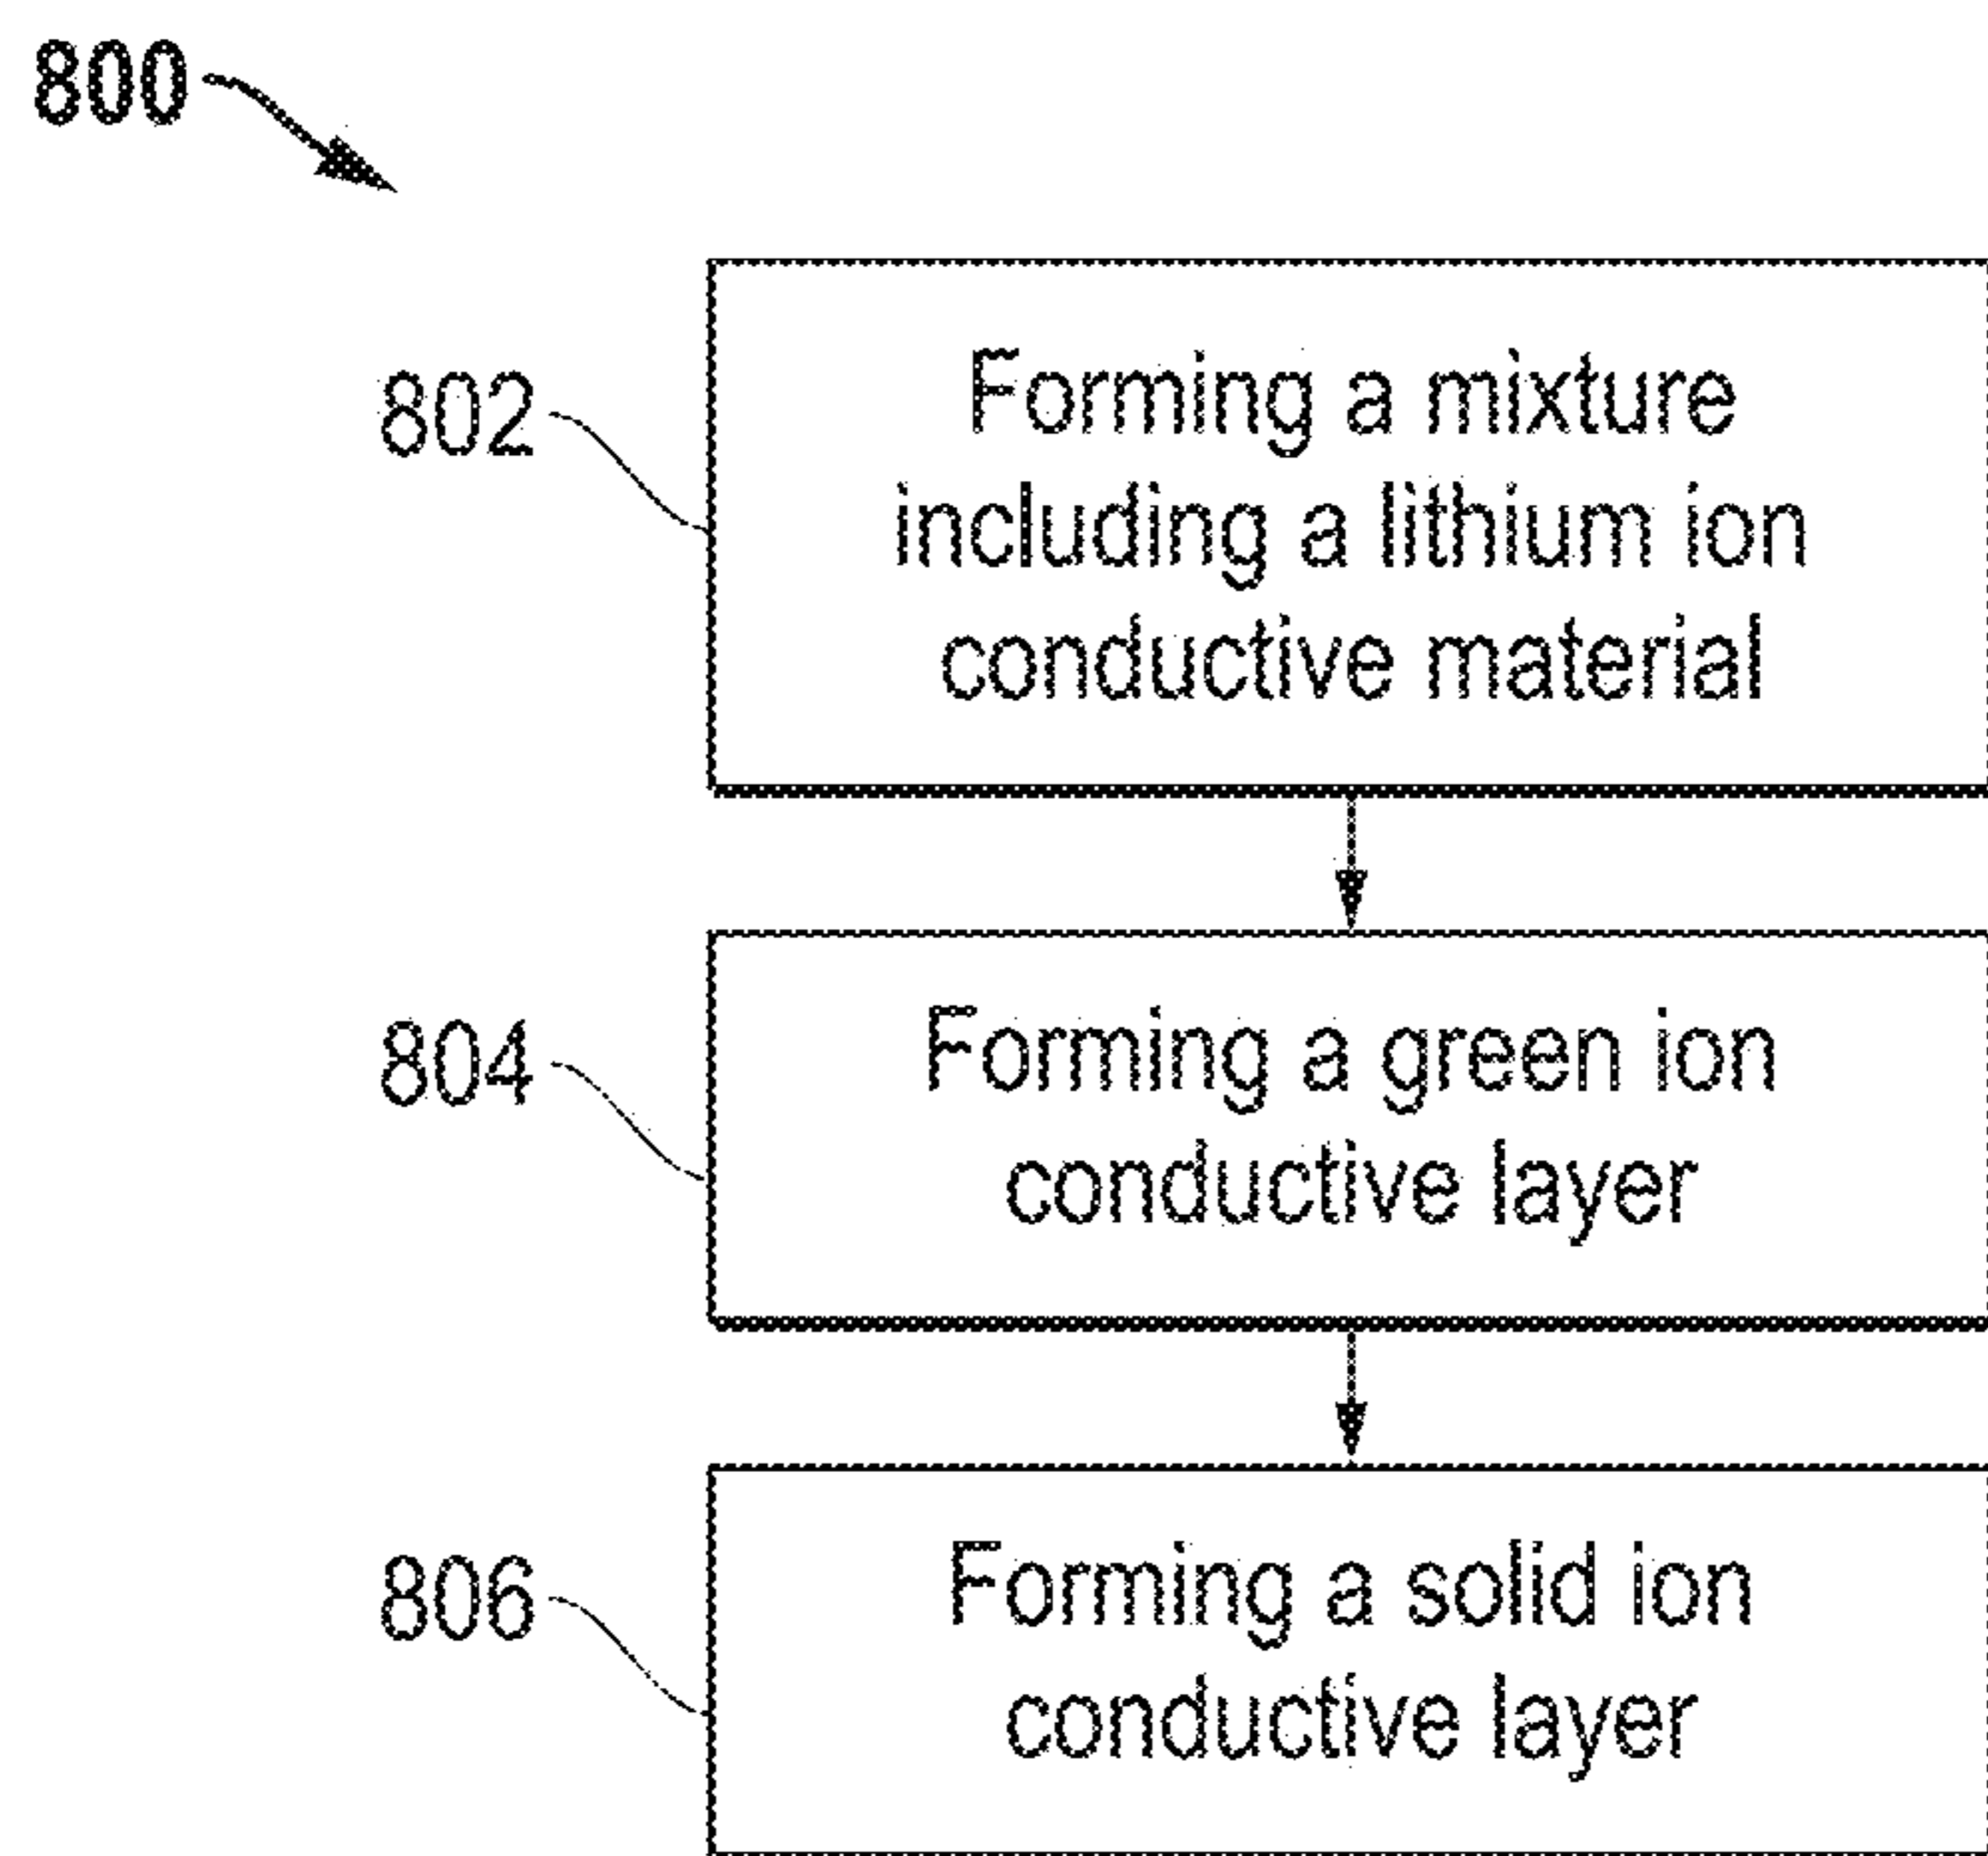 800
802
Forming a mixture
including a lithium ion
conductive material
804
Forming a green ion
conductive layer
806
Forming a solid ion
conductive layer